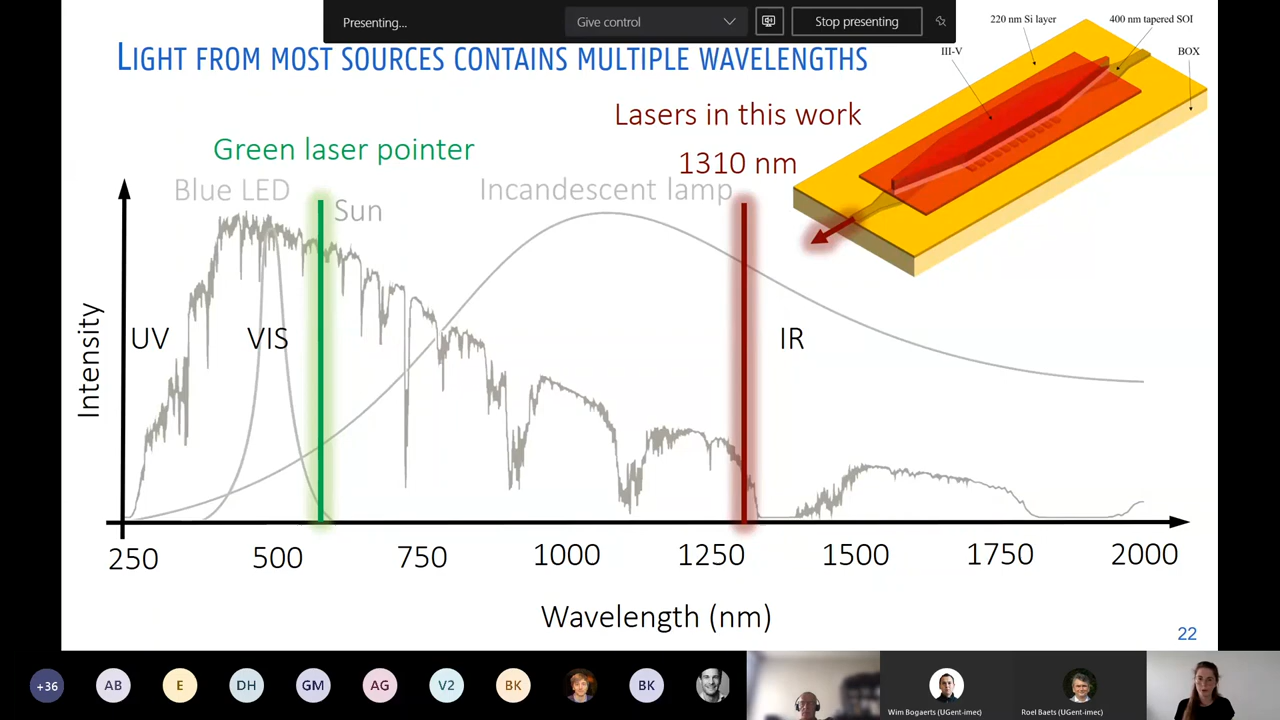 Presenting...
Give control
Stop presenting
LIGHT FROM MOST SOURCES CONTAINS MULTIPLE WAVELENGTHS
220 nm Si layer
400 nm tapered SOI
III-V
BOX
Lasers in this work
1310 nm
Green laser pointer
Blue LED
Sun
Incandescent lamp
Intensity
UV
VIS
IR
250 500 750 1000 1250 1500 1750 2000
Wavelength (nm)
22
+36 AB E DH GM AG V2 BK BK
Wim Bogaerts (UGent-imec)
Roel Baets (UGent-imec)